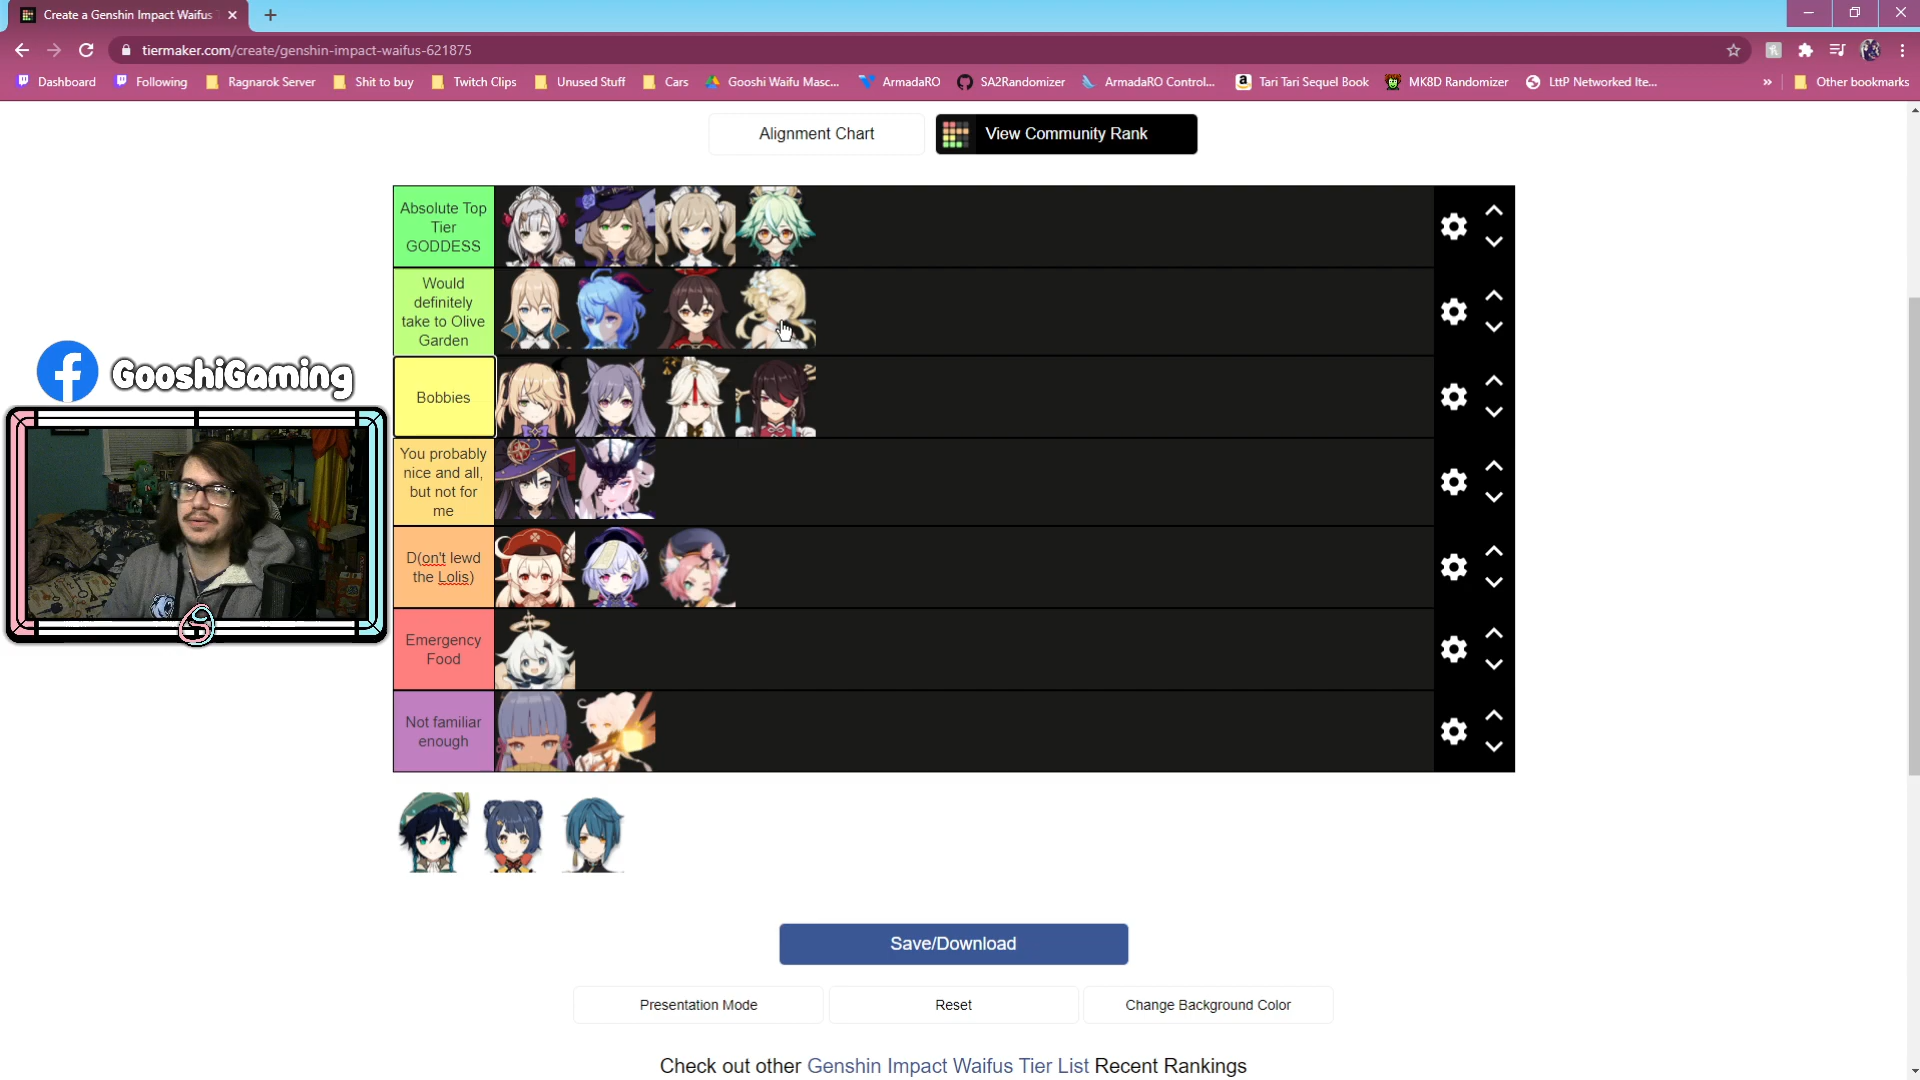 Create a Genshin Impact Waifus
tiermaker.com/create/genshin-impact-waifus-621875
Dashboard Following Ragnarok Server Shit to buy Twitch Clips Unused Stuff Cars Gooshi Waifu Masc... ArmadaRO SA2Randomizer ArmadaRO Control... Tari Tari Sequel Book MK8D Randomizer LttP Networked Ite... » Other bookmarks
Alignment Chart
View Community Rank
Absolute Top
Tier
GODDESS
Would
definitely
take to Olive
Garden
Bobbies
You probably
nice and all,
but not for
me
D(on't lewd
the Lolis)
Emergency
Food
Not familiar
enough
GooshiGaming
Save/Download
Presentation Mode
Reset
Change Background Color
Check out other Genshin Impact Waifus Tier List Recent Rankings